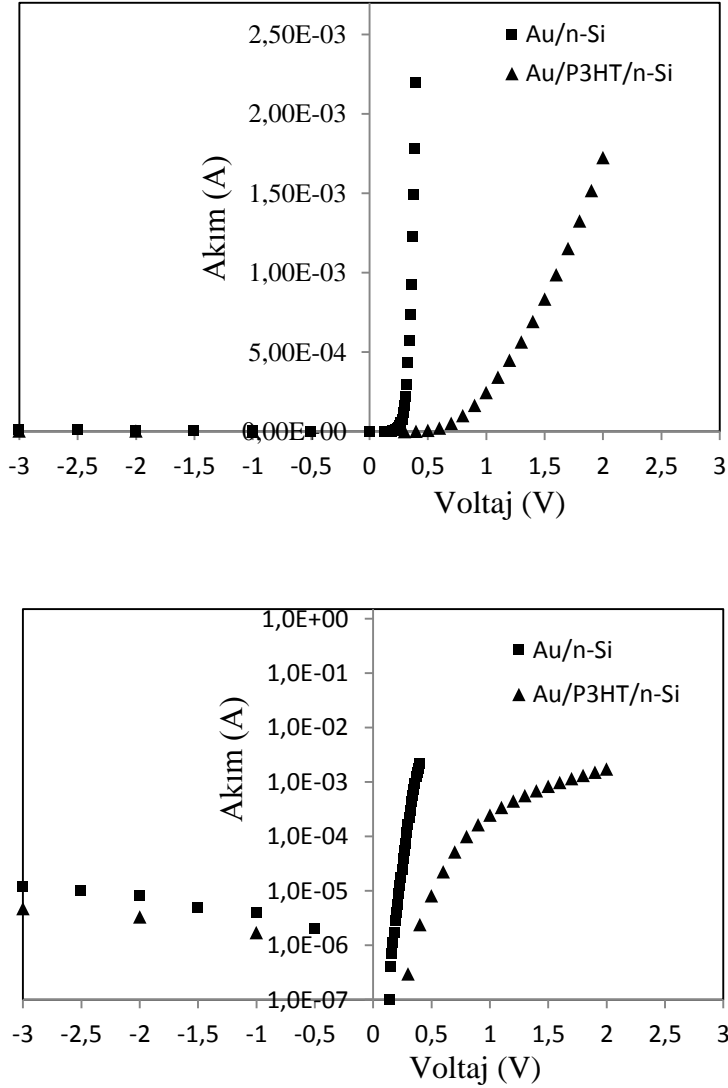 2,50E-03
2,00E-03
1,50E-03
1,00E-03
5,00E-04
0,00E+00
Akım (A)
Au/n-Si
Au/P3HT/n-Si
-3 -2,5 -2 -1,5 -1 -0,5 0 0,5 1 1,5 2 2,5 3
Voltaj (V)
1,0E+00
1,0E-01
1,0E-02
1,0E-03
1,0E-04
1,0E-05
1,0E-06
1,0E-07
Akım (A)
Au/n-Si
Au/P3HT/n-Si
-3 -2,5 -2 -1,5 -1 -0,5 0 0,5 1 1,5 2 2,5 3
Voltaj (V)